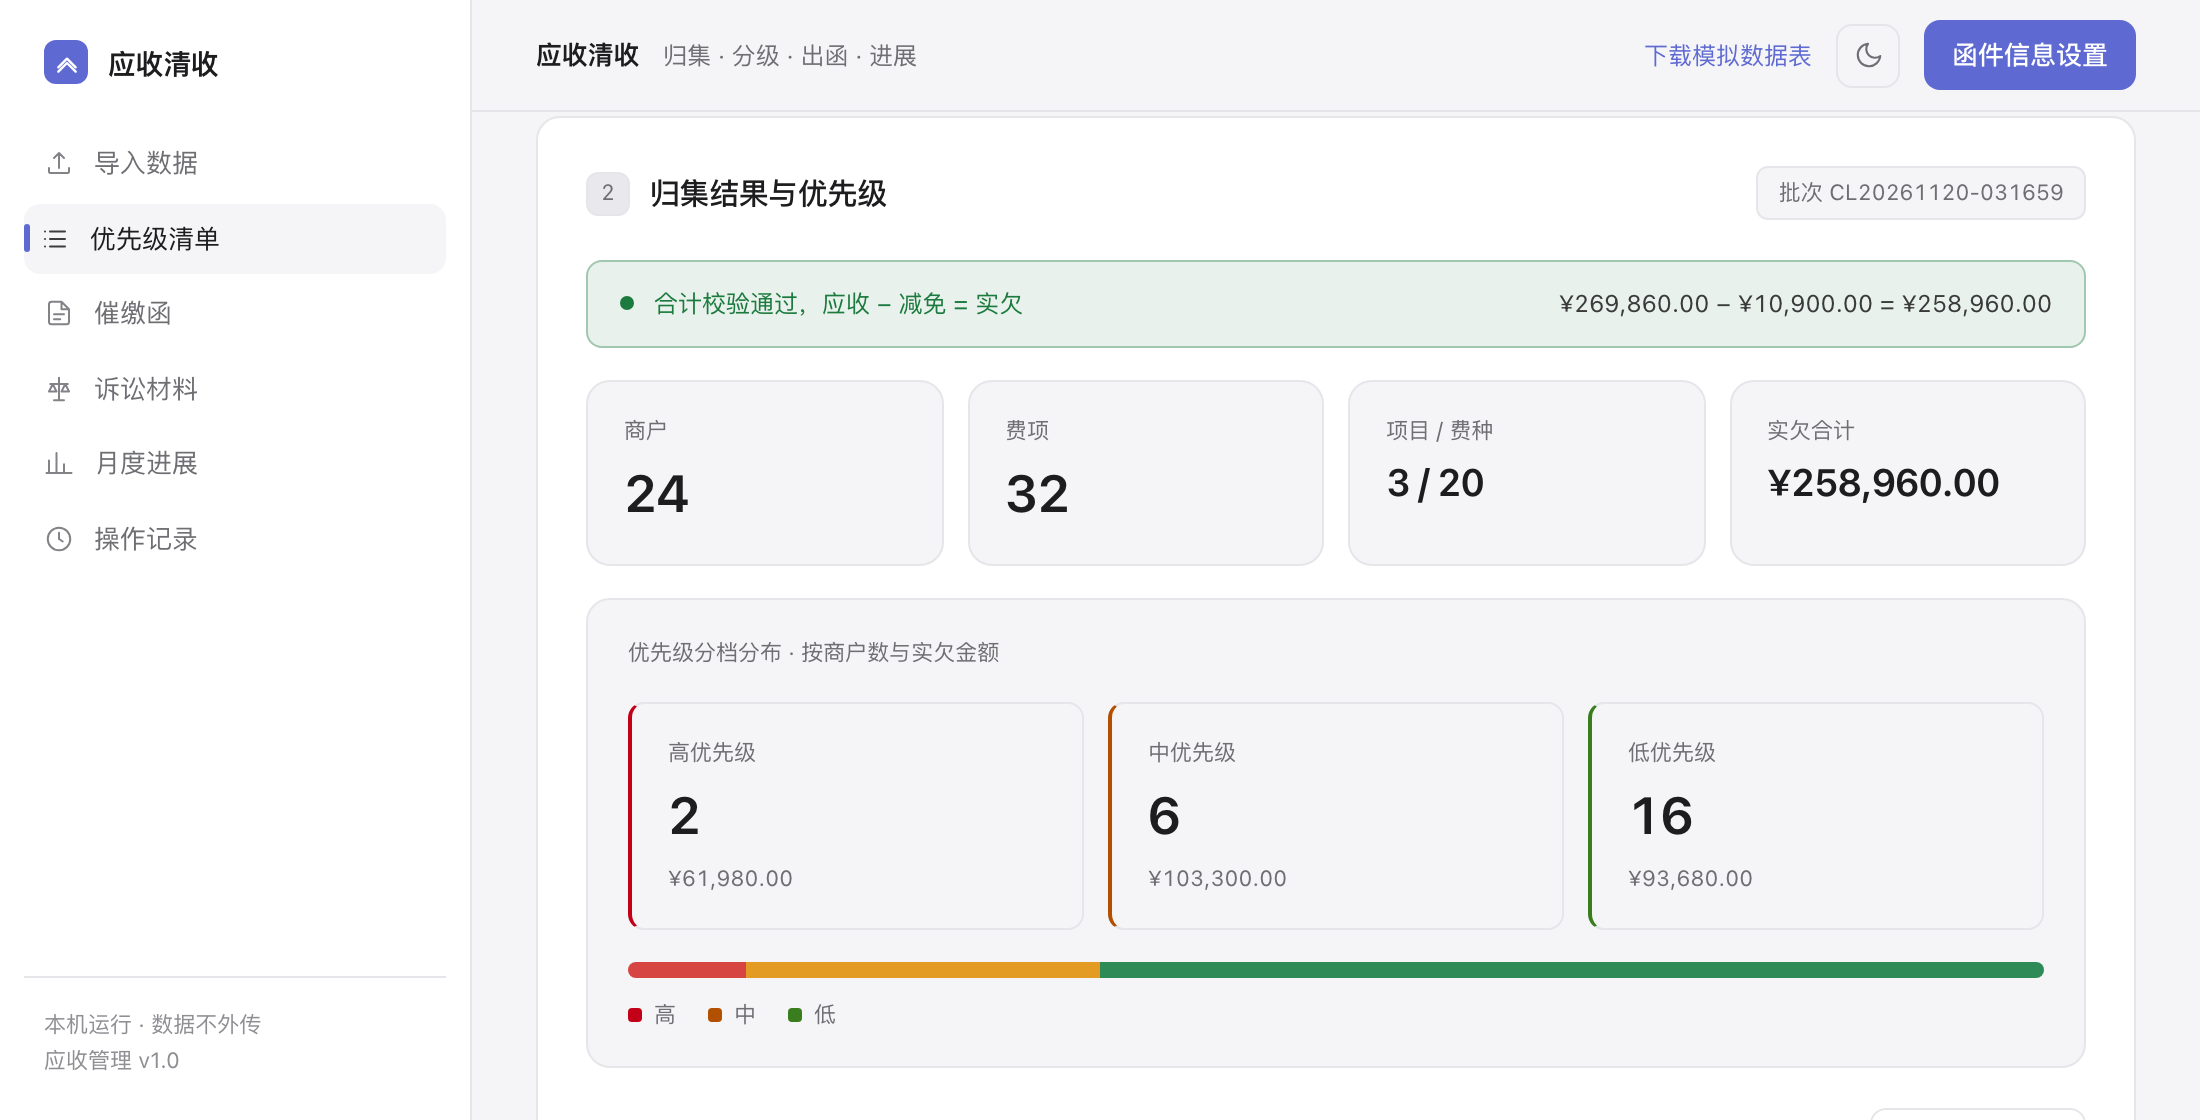 应收清收
导入数据
优先级清单
催缴函
诉讼材料
月度进展
操作记录
本机运行 · 数据不外传
应收管理 v1.0
应收清收 归集 · 分级 · 出函 · 进展
下载模拟数据表
函件信息设置
2 归集结果与优先级
批次 CL20261120-031659
合计校验通过，应收 − 减免 = 实欠
¥269,860.00 − ¥10,900.00 = ¥258,960.00
商户
24
费项
32
项目 / 费种
3 / 20
实欠合计
¥258,960.00
优先级分档分布 · 按商户数与实欠金额
高优先级
2
¥61,980.00
中优先级
6
¥103,300.00
低优先级
16
¥93,680.00
高 中 低